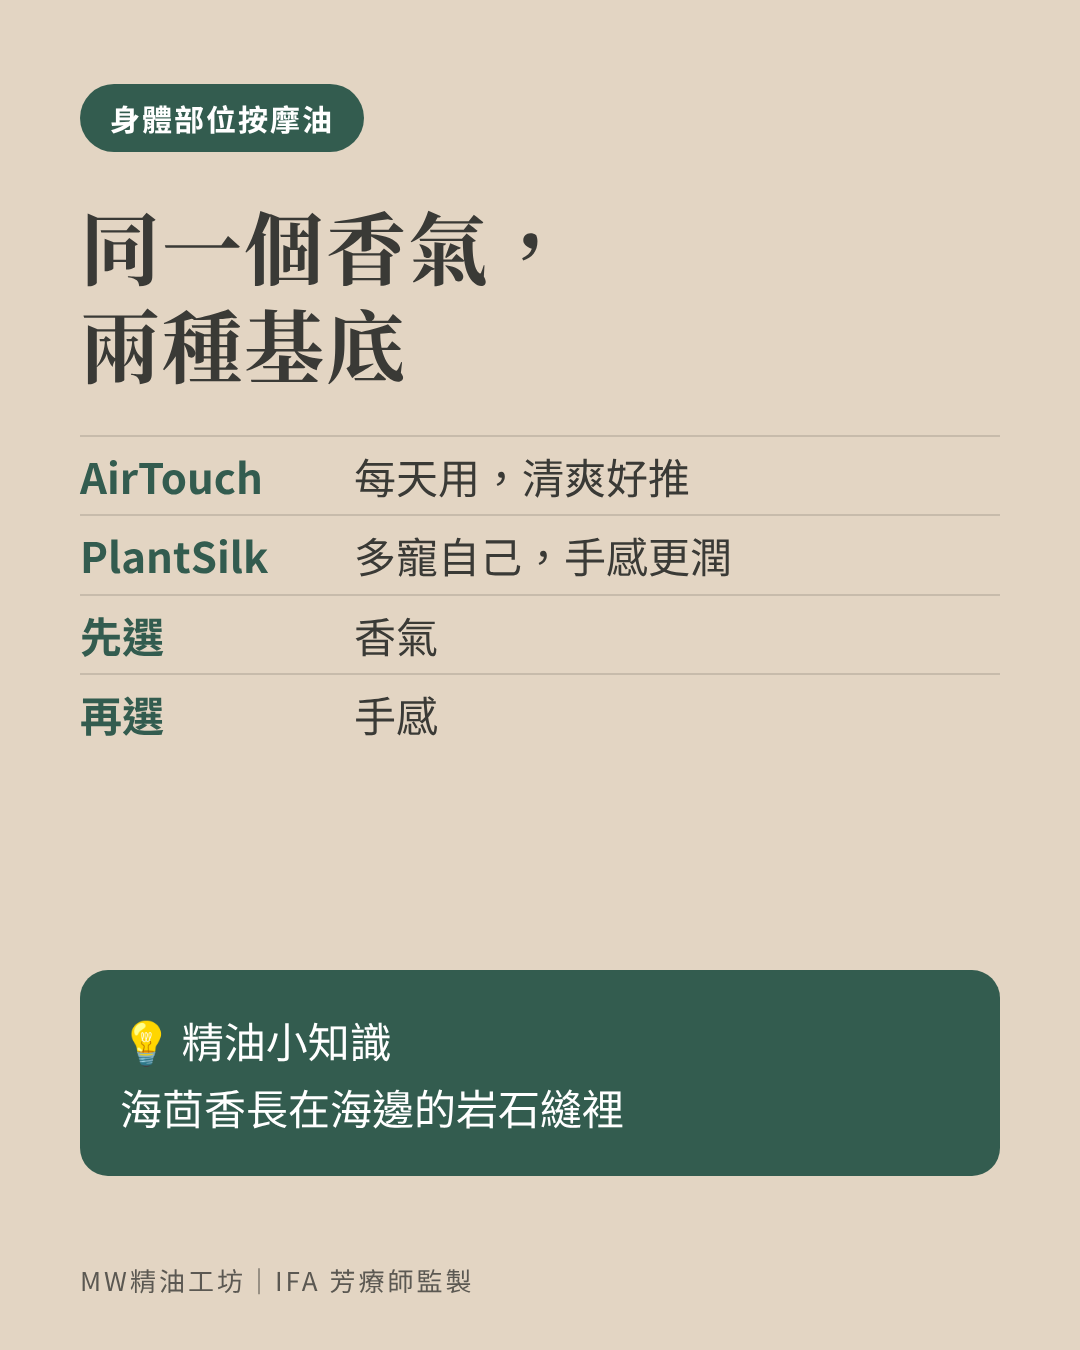 身體部位按摩油
同一個香氣，
兩種基底
AirTouch 每天用，清爽好推
PlantSilk 多寵自己，手感更潤
先選 香氣
再選 手感
💡 精油小知識
海茴香長在海邊的岩石縫裡
MW精油工坊｜IFA 芳療師監製